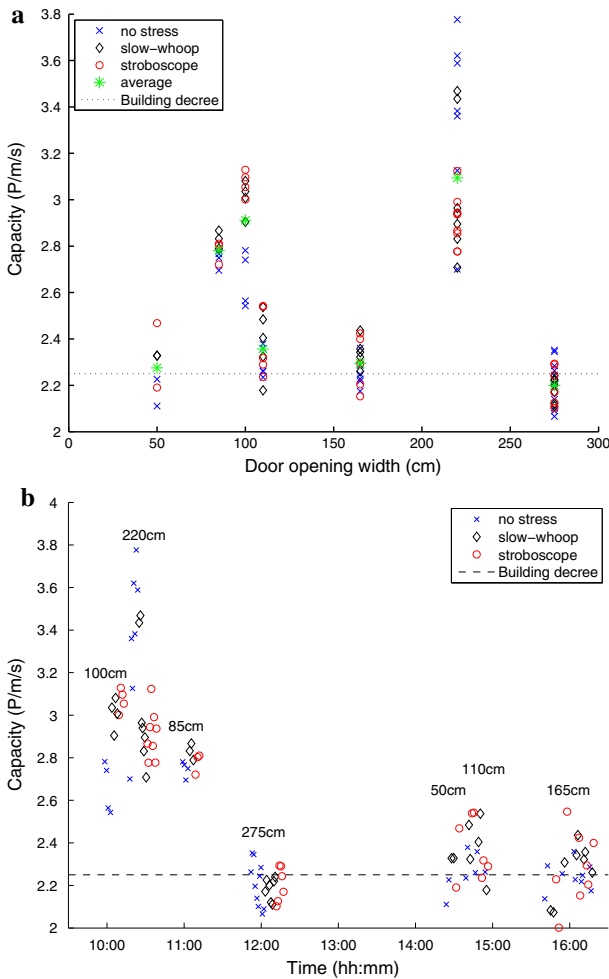 a
no stress
slow−whoop
stroboscope
average
Building decree
3.8
3.6
3.4
3.2
3
2.8
2.6
2.4
2.2
2
Capacity (P/m/s)
0 50 100 150 200 250 300
Door opening width (cm)
b
no stress
slow−whoop
stroboscope
Building decree
4
3.8
3.6
3.4
3.2
3
2.8
2.6
2.4
2.2
2
Capacity (P/m/s)
220cm
100cm
85cm
275cm
50cm
110cm
165cm
10:00 11:00 12:00 13:00 14:00 15:00 16:00
Time (hh:mm)